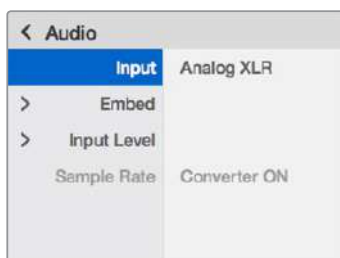 < Audio
Input Analog XLR
> Embed
> Input Level
Sample Rate Converter ON